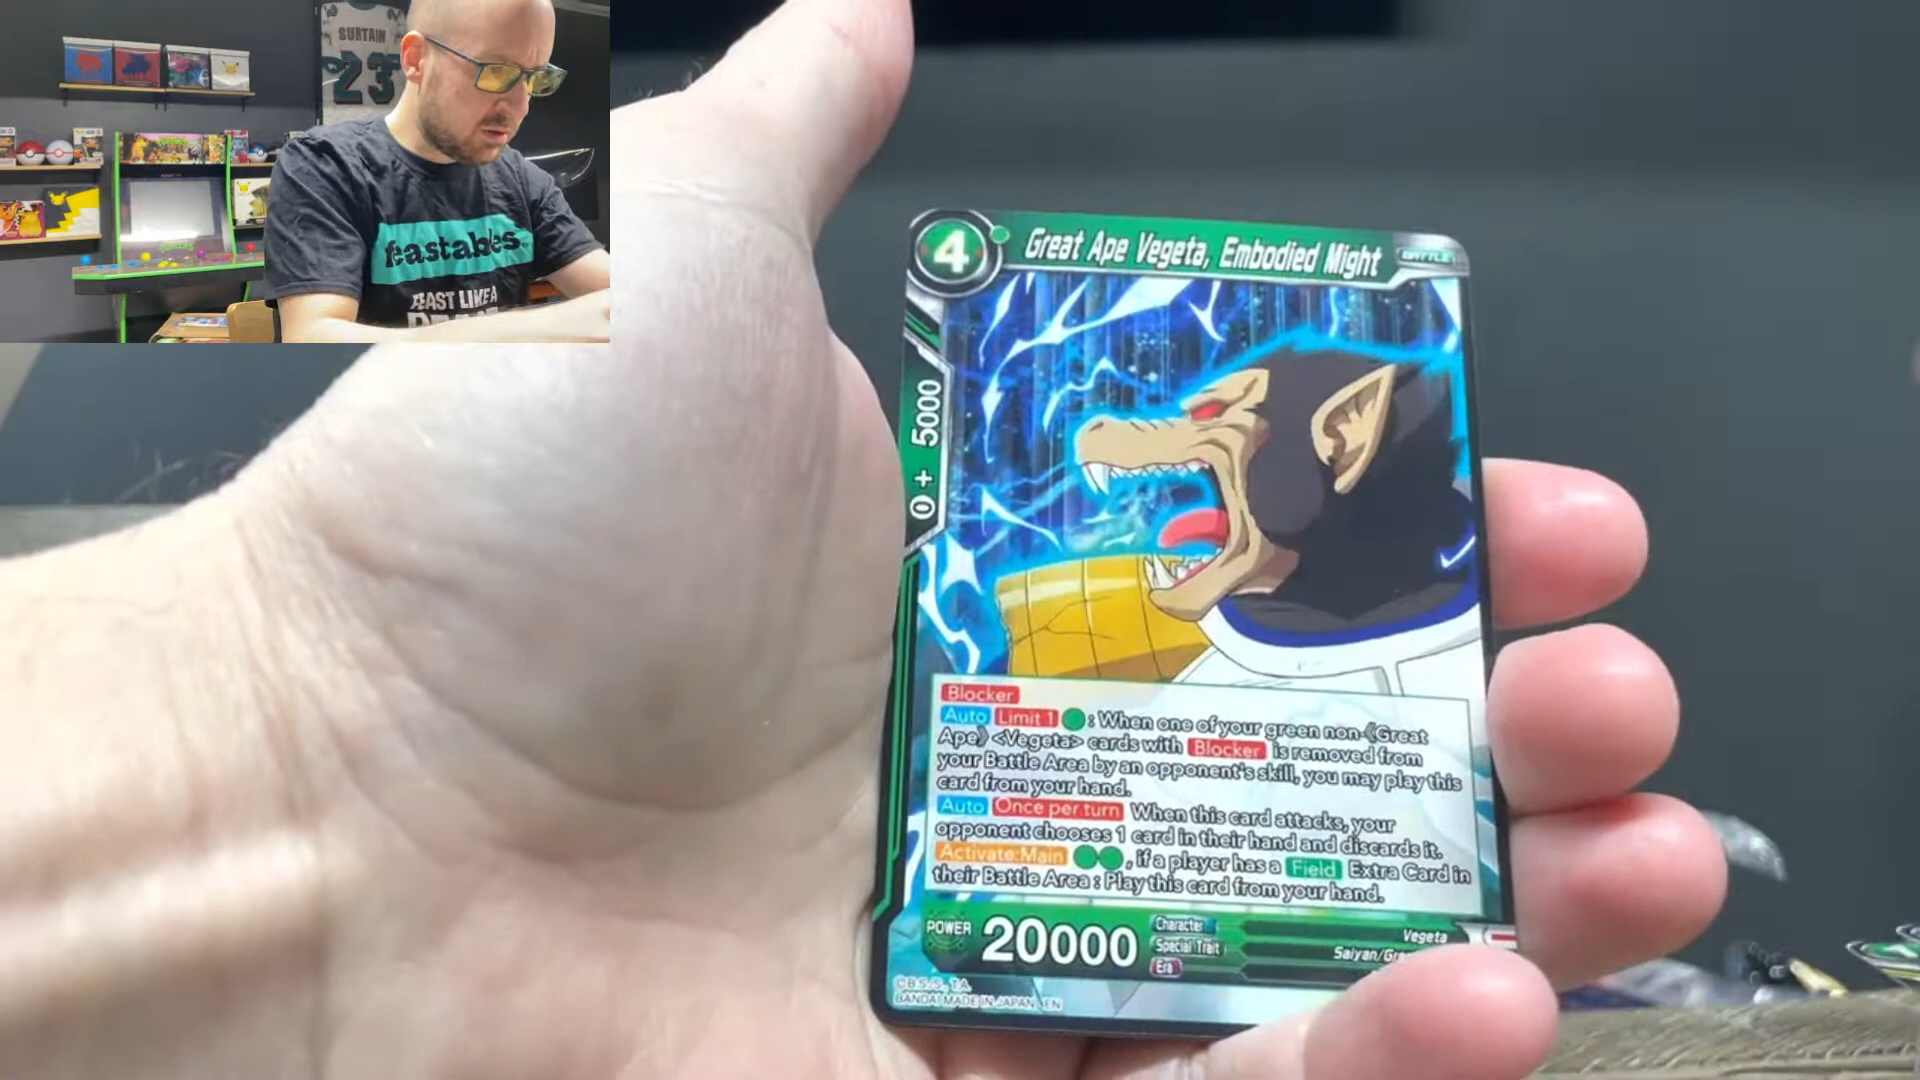 SURTAIN
23
feastables
FEAST LIKE A
4
Great Ape Vegeta, Embodied Might
BATTLE
0 + 5000
Blocker
Auto Limit 1 : When one of your green non-《Great
Ape》 <Vegeta> cards with Blocker is removed from
your Battle Area by an opponent's skill, you may play this
card from your hand.
Auto Once per turn When this card attacks, your
opponent chooses 1 card in their hand and discards it.
Activate:Main , if a player has a Field Extra Card in
their Battle Area : Play this card from your hand.
POWER 20000
Character Vegeta
Special Trait Saiyan/
Era
©B.S./S., T.A.
BANDAI MADE IN JAPAN EN